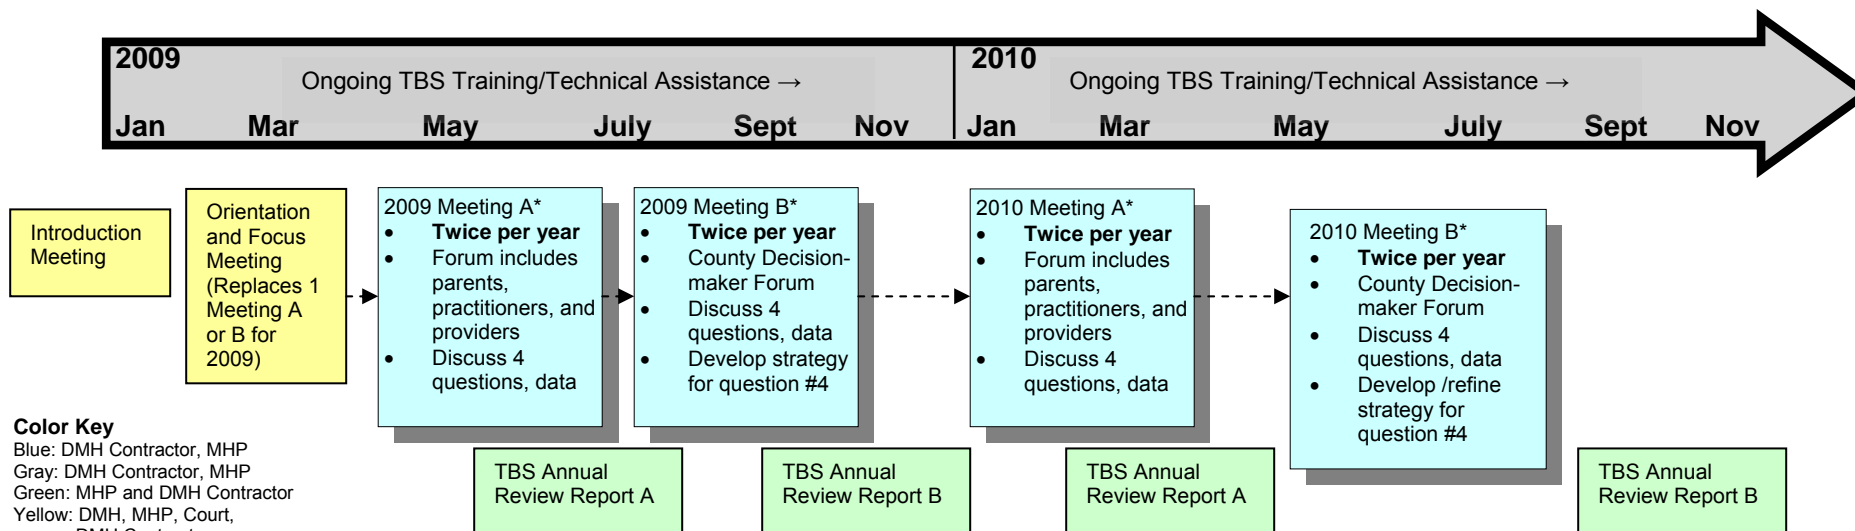 2009
2010
Ongoing TBS Training/Technical Assistance →
Ongoing TBS Training/Technical Assistance →
Jan Mar May July Sept Nov Jan Mar May July Sept Nov
Introduction
Meeting
Orientation
and Focus
Meeting
(Replaces 1
Meeting A
or B for
2009)
2009 Meeting A*
• Twice per year
• Forum includes
parents,
practitioners, and
providers
• Discuss 4
questions, data
2009 Meeting B*
• Twice per year
• County Decision-
maker Forum
• Discuss 4
questions, data
• Develop strategy
for question #4
2010 Meeting A*
• Twice per year
• Forum includes
parents,
practitioners, and
providers
• Discuss 4
questions, data
2010 Meeting B*
• Twice per year
• County Decision-
maker Forum
• Discuss 4
questions, data
• Develop /refine
strategy for
question #4
Color Key
Blue: DMH Contractor, MHP
Gray: DMH Contractor, MHP
Green: MHP and DMH Contractor
Yellow: DMH, MHP, Court,
DMH Contractor
TBS Annual
Review Report A
TBS Annual
Review Report B
TBS Annual
Review Report A
TBS Annual
Review Report B